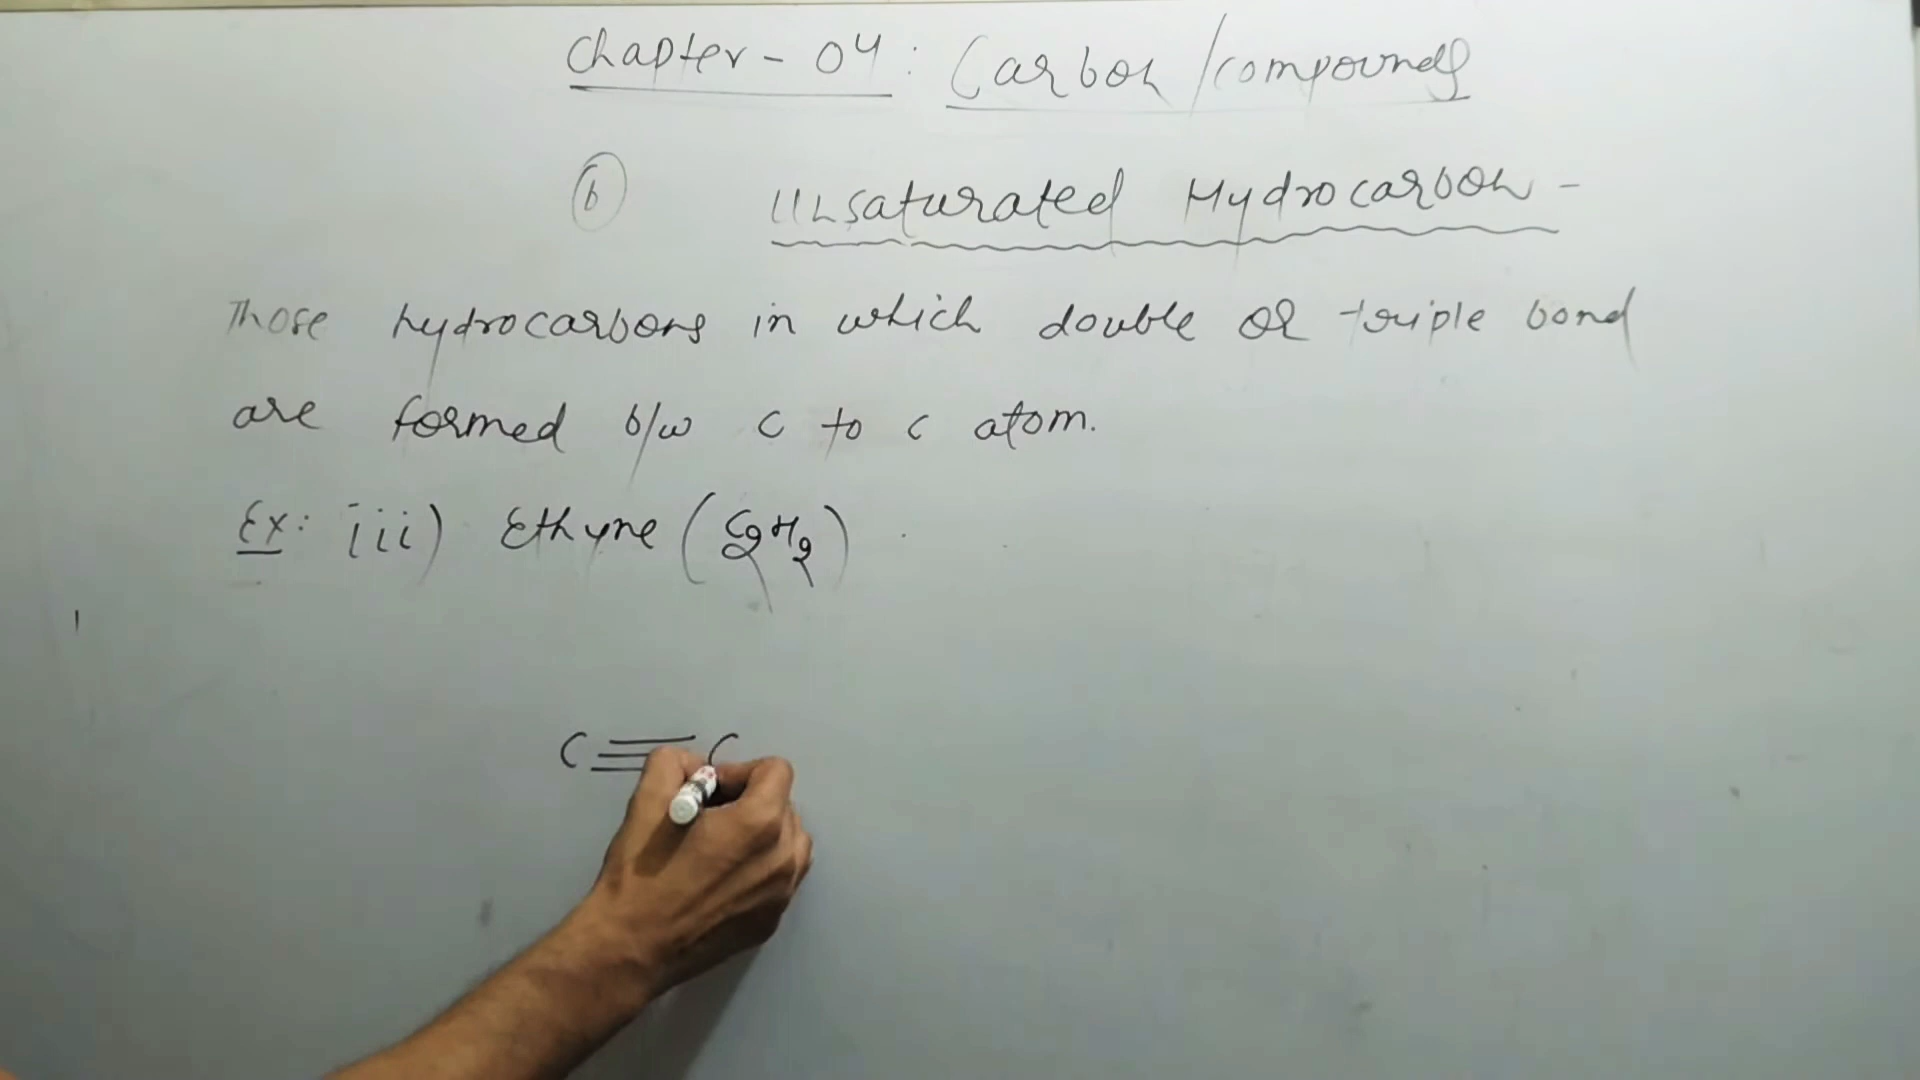 Chapter - 04 : Carbon / compounds
(b) Unsaturated Hydrocarbon -
Those hydrocarbons in which double or triple bond
are formed b/w c to c atom.
Ex: iii) Ethyne (C₂H₂)
C≡C